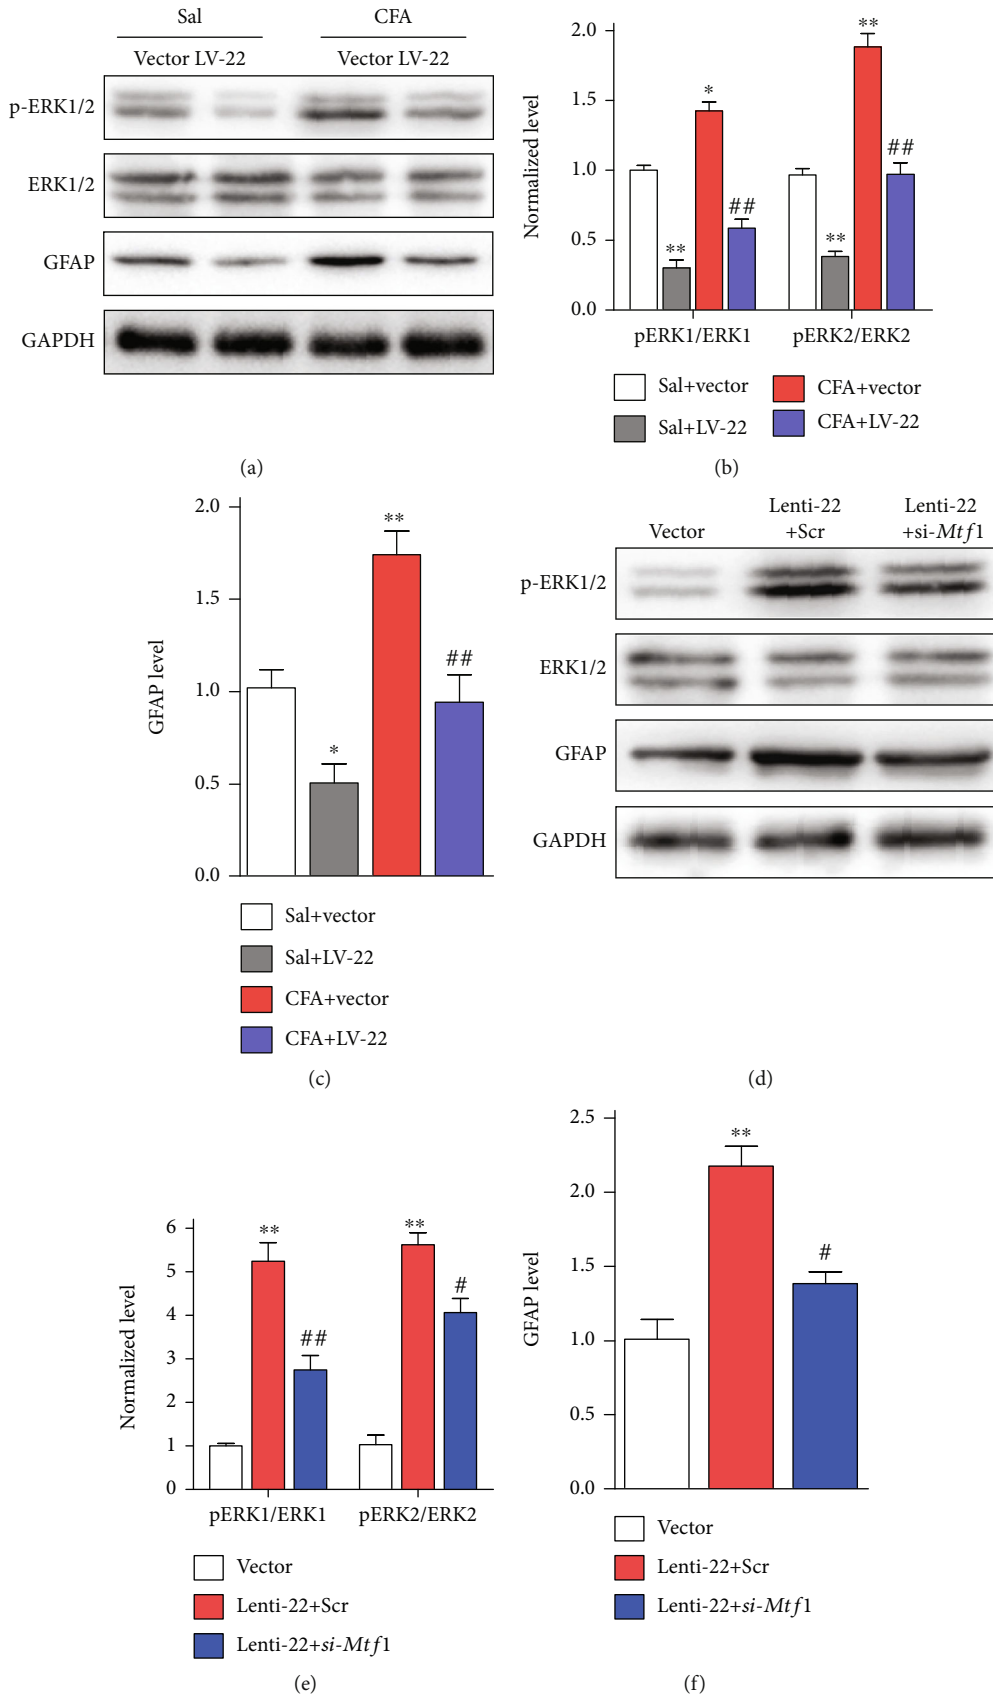 Sal CFA
Vector LV-22 Vector LV-22
p-ERK1/2
ERK1/2
GFAP
GAPDH
(a)
Normalized level
2.0
1.5
1.0
0.5
0.0
** * ## ** ** ##
pERK1/ERK1 pERK2/ERK2
Sal+vector CFA+vector
Sal+LV-22 CFA+LV-22
(b)
GFAP level
2.0
1.5
1.0
0.5
0.0
* ** ##
Sal+vector
Sal+LV-22
CFA+vector
CFA+LV-22
(c)
Vector Lenti-22 Lenti-22
+Scr +si-Mtf1
p-ERK1/2
ERK1/2
GFAP
GAPDH
(d)
Normalized level
6
5
4
3
2
1
0
** ## ** #
pERK1/ERK1 pERK2/ERK2
Vector
Lenti-22+Scr
Lenti-22+si-Mtf1
(e)
GFAP level
2.5
2.0
1.5
1.0
0.5
0.0
** #
Vector
Lenti-22+Scr
Lenti-22+si-Mtf1
(f)